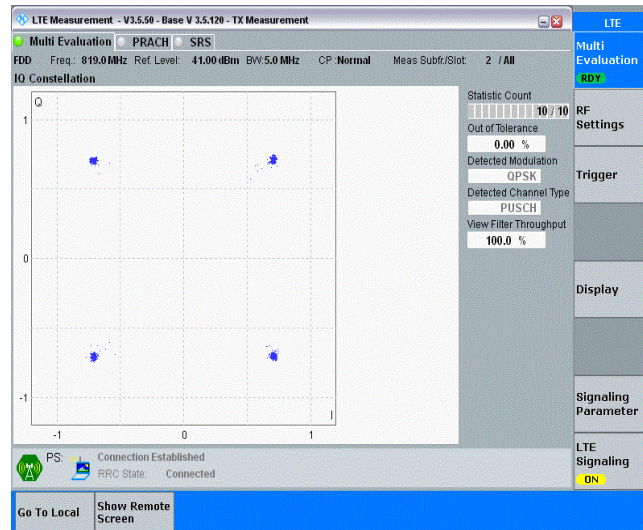 LTE Measurement - V3.5.50 - Base V 3.5.120 - TX Measurement
LTE
Multi Evaluation PRACH SRS
Multi
Evaluation
RDY
FDD Freq.: 819.0 MHz Ref. Level: 41.00 dBm BW:5.0 MHz CP :Normal Meas Subfr./Slot: 2 / All
IQ Constellation
Q
1
0
-1
I
-1 0 1
Statistic Count
10 / 10
Out of Tolerance
0.00 %
Detected Modulation
QPSK
Detected Channel Type
PUSCH
View Filter Throughput
100.0 %
RF
Settings
Trigger
Display
Signaling
Parameter
LTE
Signaling
ON
PS: Connection Established
RRC State: Connected
Go To Local
Show Remote
Screen